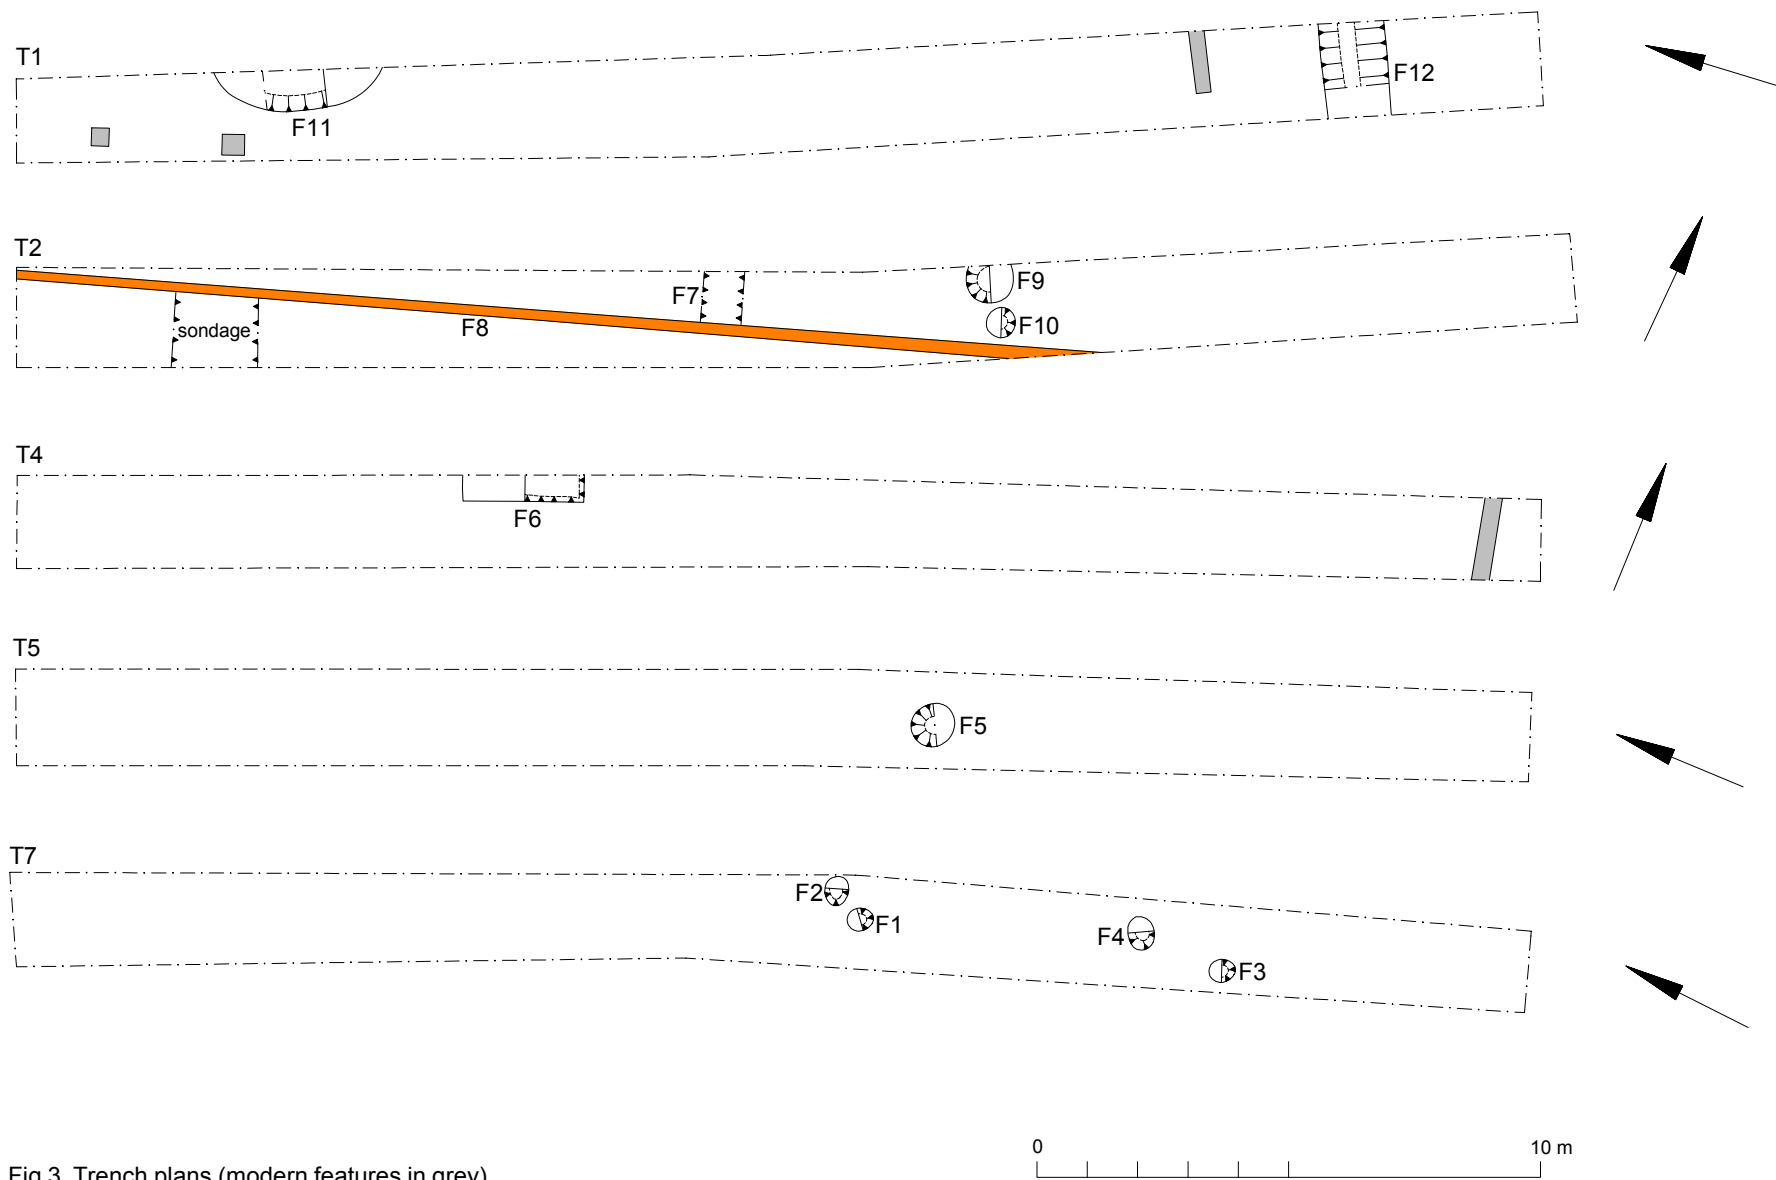 T1
F11
F12
T2
sondage
F8
F7
F9
F10
T4
F6
T5
F5
T7
F2
F1
F4
F3
0 10 m
Fig 3 Trench plans (modern features in grey)